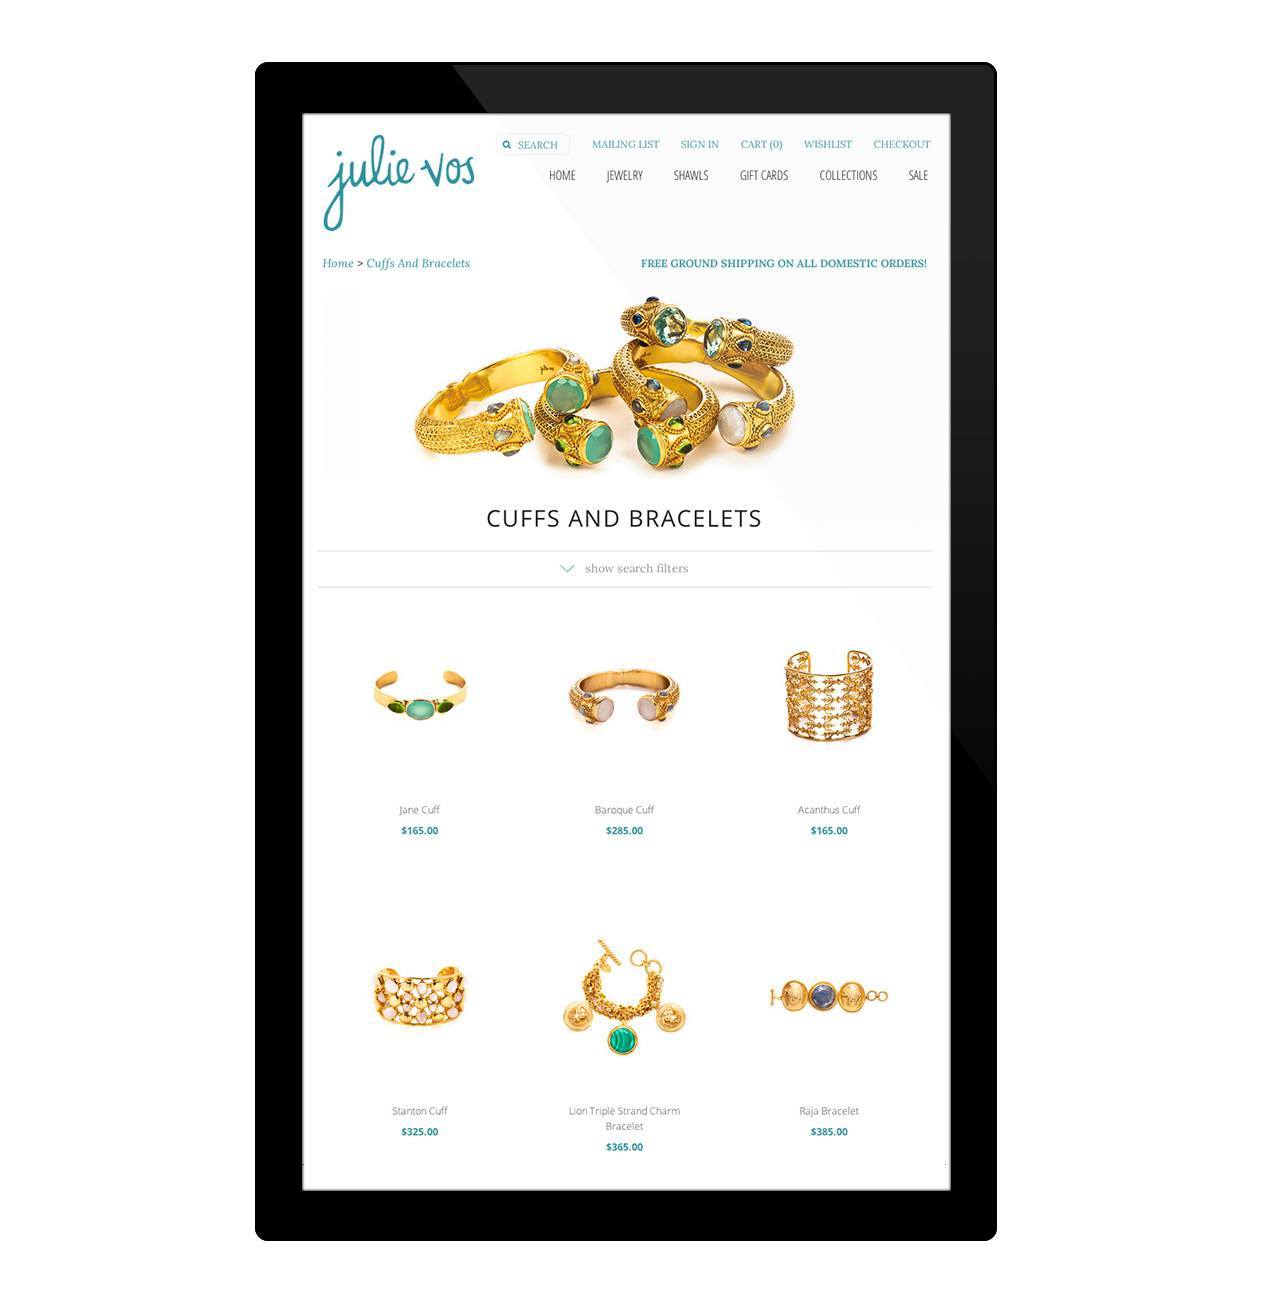 julie vos
SEARCH MAILING LIST SIGN IN CART (0) WISHLIST CHECKOUT
HOME JEWELRY SHAWLS GIFT CARDS COLLECTIONS SALE
Home > Cuffs And Bracelets
FREE GROUND SHIPPING ON ALL DOMESTIC ORDERS!
CUFFS AND BRACELETS
show search filters
Jane Cuff
$165.00
Baroque Cuff
$285.00
Acanthus Cuff
$165.00
Stanton Cuff
$325.00
Lion Triple Strand Charm
Bracelet
$365.00
Raja Bracelet
$385.00